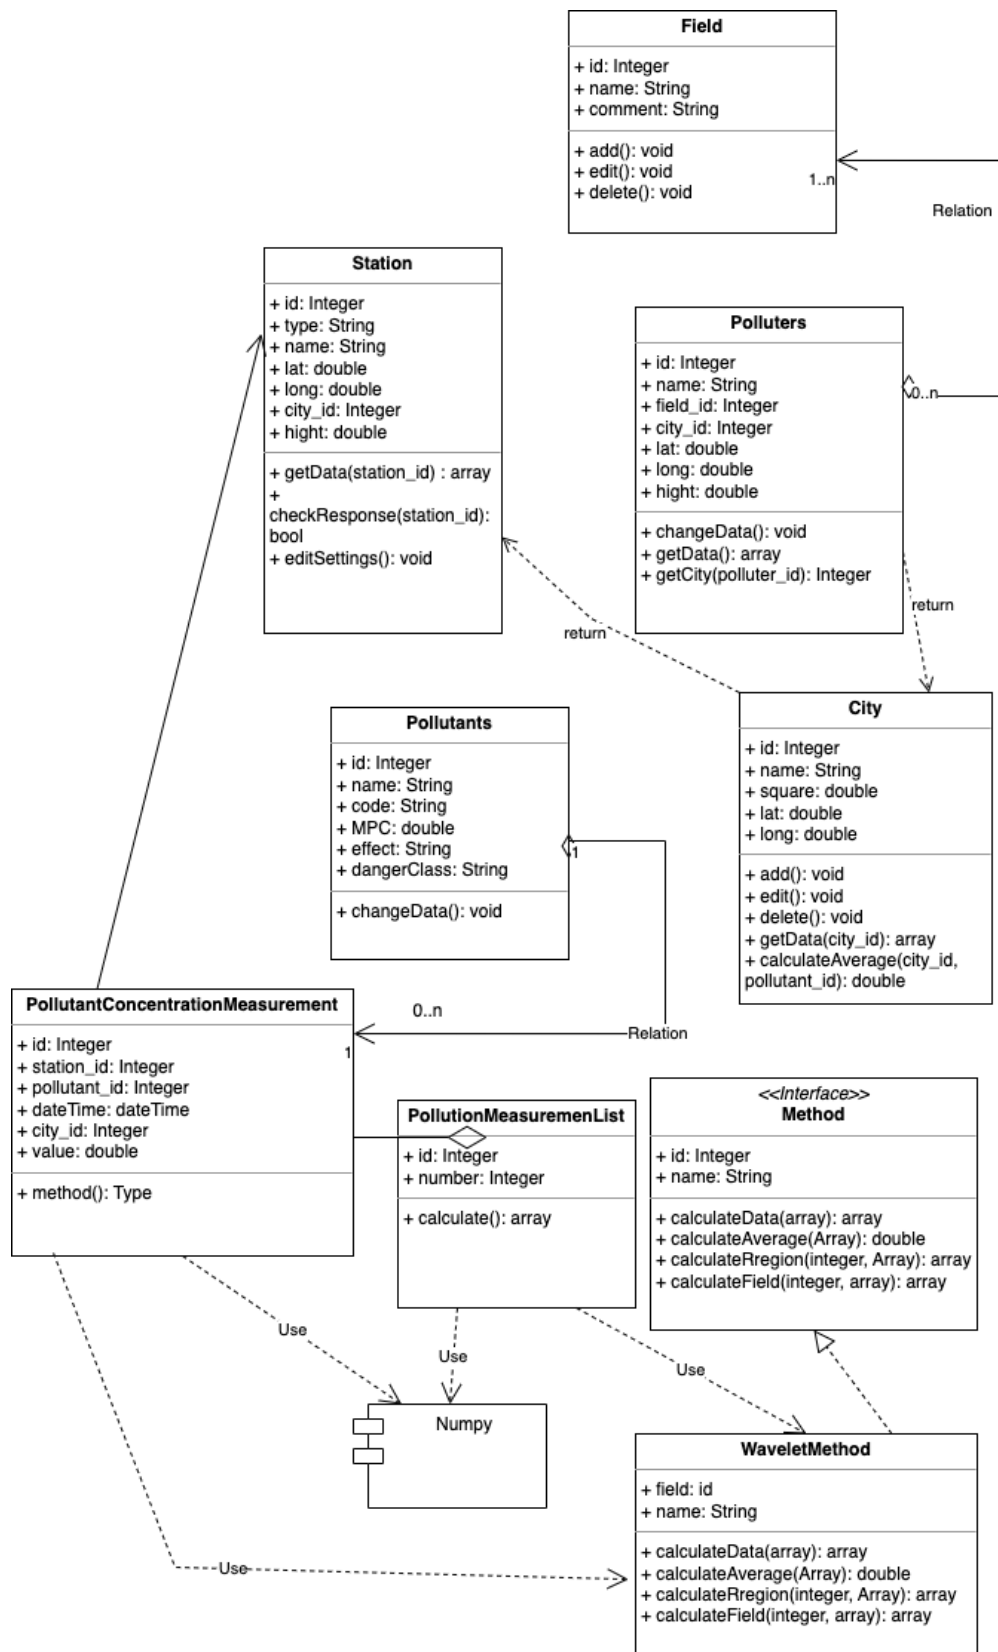 Field
+ id: Integer
+ name: String
+ comment: String
+ add(): void
+ edit(): void
+ delete(): void
1..n
Relation
Station
+ id: Integer
+ type: String
+ name: String
+ lat: double
+ long: double
+ city_id: Integer
+ hight: double
+ getData(station_id) : array
+
checkResponse(station_id):
bool
+ editSettings(): void
Polluters
+ id: Integer
+ name: String
+ field_id: Integer
+ city_id: Integer
+ lat: double
+ long: double
+ hight: double
+ changeData(): void
+ getData(): array
+ getCity(polluter_id): Integer
0..n
return
return
City
+ id: Integer
+ name: String
+ square: double
+ lat: double
+ long: double
+ add(): void
+ edit(): void
+ delete(): void
+ getData(city_id): array
+ calculateAverage(city_id,
pollutant_id): double
Pollutants
+ id: Integer
+ name: String
+ code: String
+ MPC: double
+ effect: String
+ dangerClass: String
+ changeData(): void
1
0..n
Relation
PollutantConcentrationMeasurement
1
+ id: Integer
+ station_id: Integer
+ pollutant_id: Integer
+ dateTime: dateTime
+ city_id: Integer
+ value: double
+ method(): Type
PollutionMeasuremenList
+ id: Integer
+ number: Integer
+ calculate(): array
<<Interface>>
Method
+ id: Integer
+ name: String
+ calculateData(array): array
+ calculateAverage(Array): double
+ calculateRregion(integer, Array): array
+ calculateField(integer, array): array
Use
Use
Use
Numpy
WaveletMethod
+ field: id
+ name: String
+ calculateData(array): array
+ calculateAverage(Array): double
+ calculateRregion(integer, Array): array
+ calculateField(integer, array): array
Use